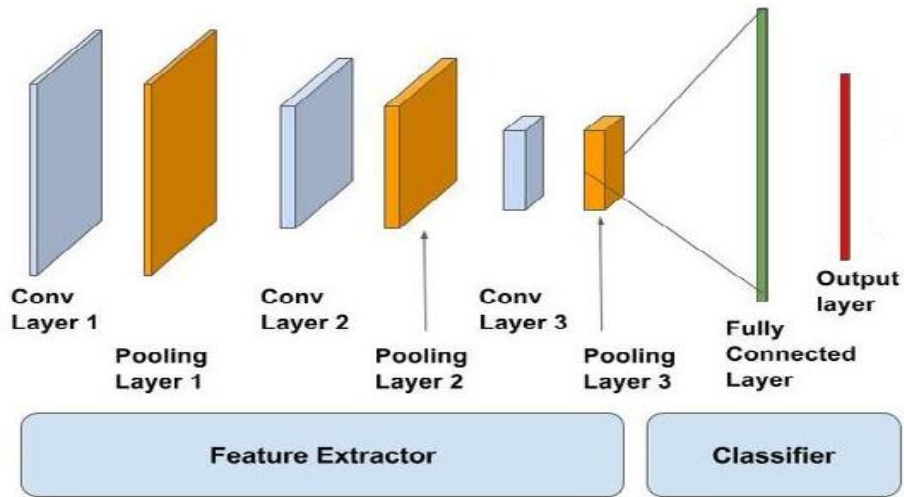 Conv
Layer 1
Pooling
Layer 1
Conv
Layer 2
Pooling
Layer 2
Conv
Layer 3
Pooling
Layer 3
Fully
Connected
Layer
Output
layer
Feature Extractor
Classifier